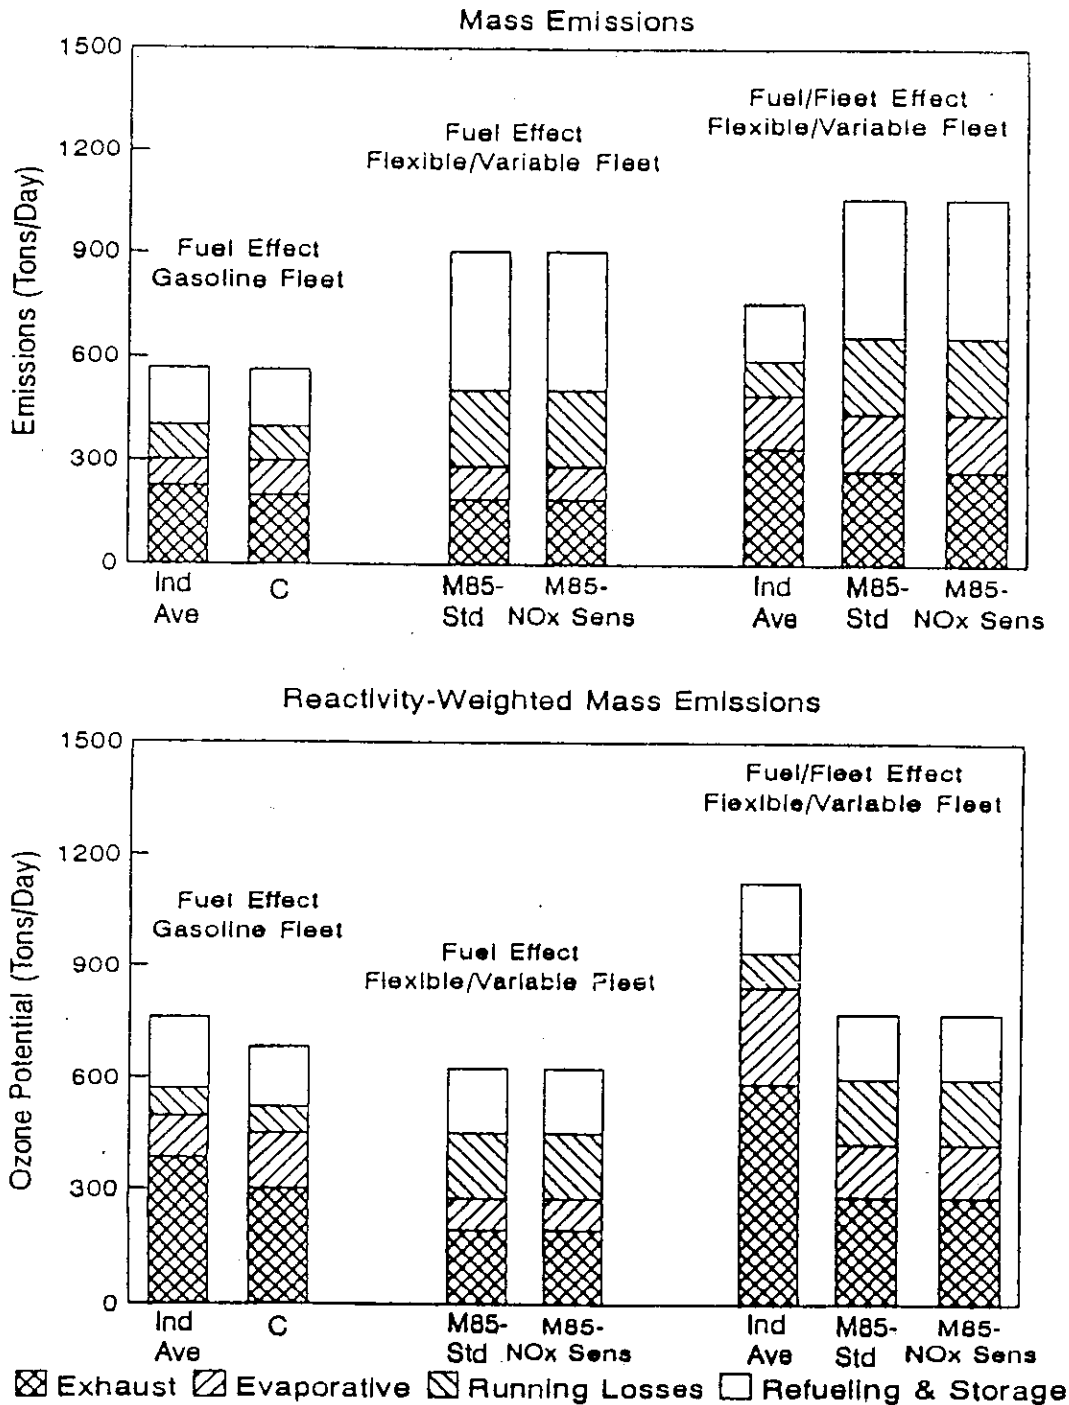 Mass Emissions
1500
1200
900
600
300
0
Emissions (Tons/Day)
Fuel Effect
Gasoline Fleet
Fuel Effect
Flexible/Variable Fleet
Fuel/Fleet Effect
Flexible/Variable Fleet
Ind
Ave
C
M85-
Std
M85-
NOx Sens
Ind
Ave
M85-
Std
M85-
NOx Sens
Reactivity-Weighted Mass Emissions
1500
1200
900
600
300
0
Ozone Potential (Tons/Day)
Fuel Effect
Gasoline Fleet
Fuel Effect
Flexible/Variable Fleet
Fuel/Fleet Effect
Flexible/Variable Fleet
Ind
Ave
C
M85-
Std
M85-
NOx Sens
Ind
Ave
M85-
Std
M85-
NOx Sens
Exhaust Evaporative Running Losses Refueling & Storage